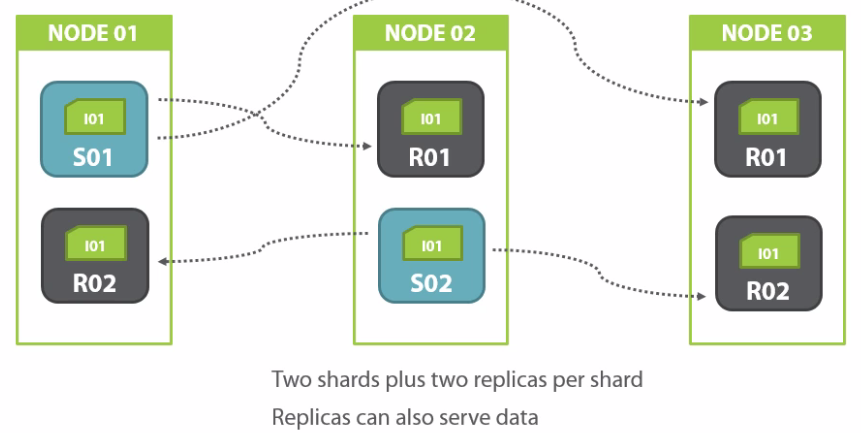 NODE 01
I01
S01
I01
R02
NODE 02
I01
R01
I01
S02
NODE 03
I01
R01
I01
R02
Two shards plus two replicas per shard
Replicas can also serve data